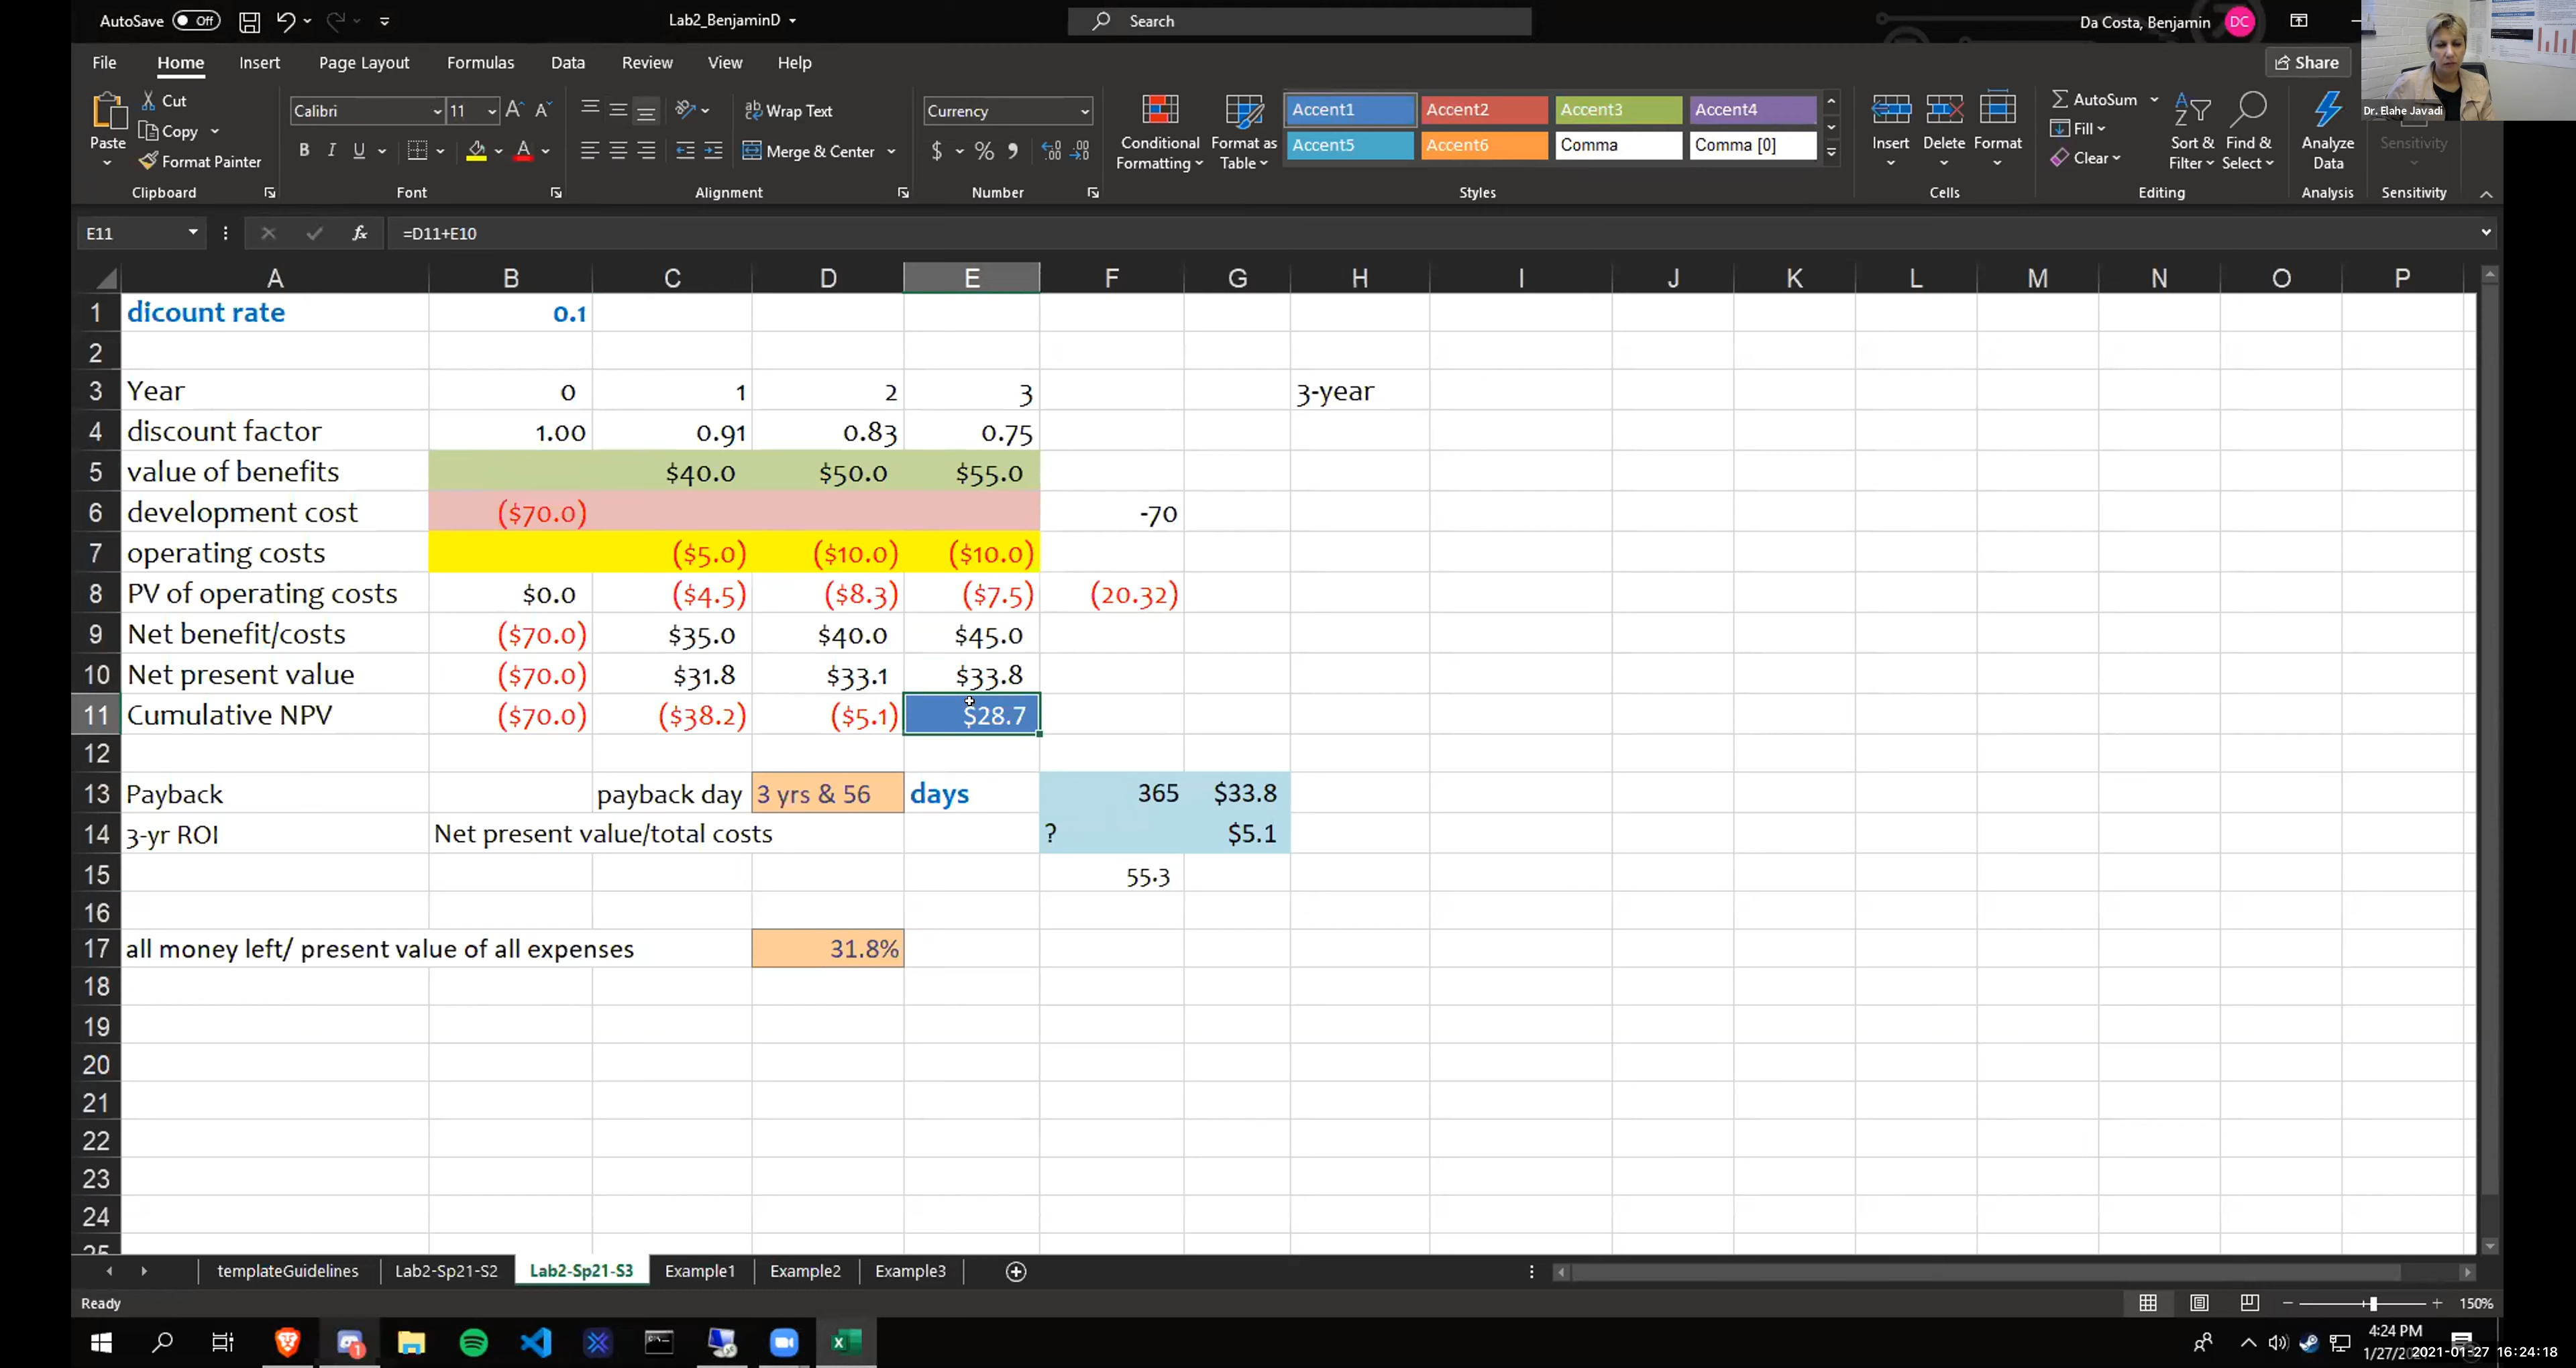 AutoSave Off Lab2_BenjaminD Search Da Costa, Benjamin DC
File Home Insert Page Layout Formulas Data Review View Help Share
Dr. Elahe Javadi
Paste Cut Copy Format Painter
Calibri 11 Wrap Text Merge & Center
Currency
Conditional Formatting Format as Table
Accent1 Accent2 Accent3 Accent4
Accent5 Accent6 Comma Comma [0]
Insert Delete Format
AutoSum Fill Clear
Sort & Filter Find & Select Analyze Data Sensitivity
Clipboard Font Alignment Number Styles Cells Editing Analysis Sensitivity
E11 fx =D11+E10
A B C D E F G H I J K L M N O P
1 dicount rate 0.1
2
3 Year 0 1 2 3 3-year
4 discount factor 1.00 0.91 0.83 0.75
5 value of benefits $40.0 $50.0 $55.0
6 development cost ($70.0) -70
7 operating costs ($5.0) ($10.0) ($10.0)
8 PV of operating costs $0.0 ($4.5) ($8.3) ($7.5) (20.32)
9 Net benefit/costs ($70.0) $35.0 $40.0 $45.0
10 Net present value ($70.0) $31.8 $33.1 $33.8
11 Cumulative NPV ($70.0) ($38.2) ($5.1) $28.7
12
13 Payback payback day 3 yrs & 56 days 365 $33.8
14 3-yr ROI Net present value/total costs ? $5.1
15 55.3
16
17 all money left/ present value of all expenses 31.8%
18
19
20
21
22
23
24
25
templateGuidelines Lab2-Sp21-S2 Lab2-Sp21-S3 Example1 Example2 Example3
Ready 150%
4:24 PM
1/27/20
2021-01-27 16:24:18